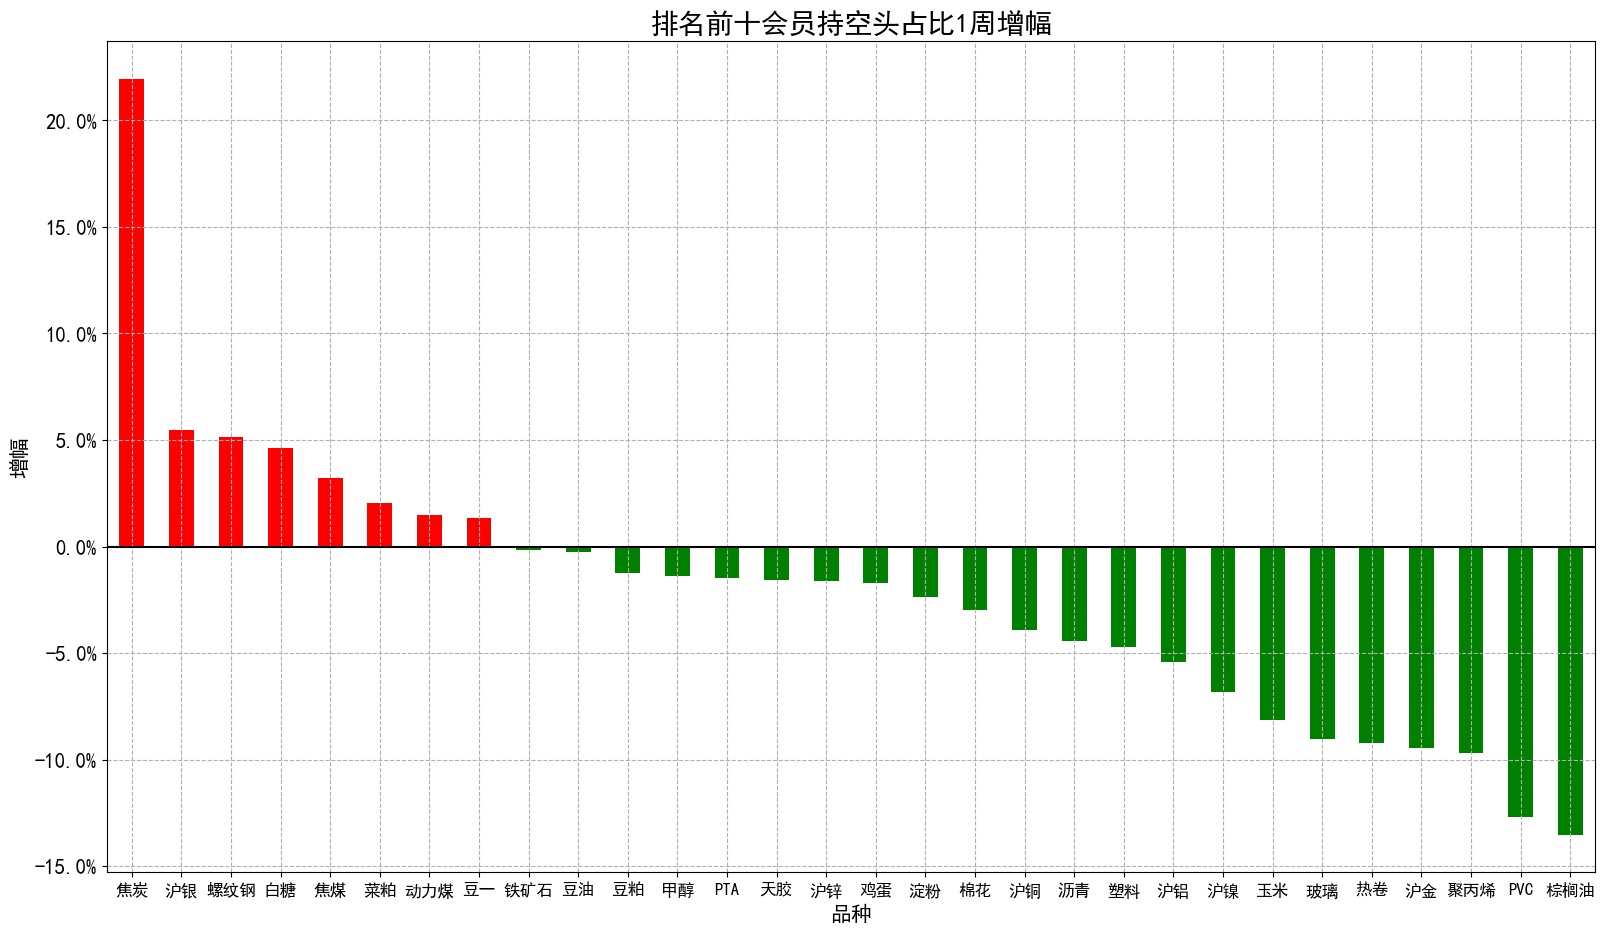 排名前十会员持空头占比1周增幅
20.0%
15.0%
10.0%
5.0%
0.0%
−5.0%
−10.0%
−15.0%
增幅
焦炭 沪银 螺纹钢 白糖 焦煤 菜粕 动力煤 豆一 铁矿石 豆油 豆粕 甲醇 PTA 天胶 沪锌 鸡蛋 淀粉 棉花 沪铜 沥青 塑料 沪铝 沪镍 玉米 玻璃 热卷 沪金 聚丙烯 PVC 棕榈油
品种